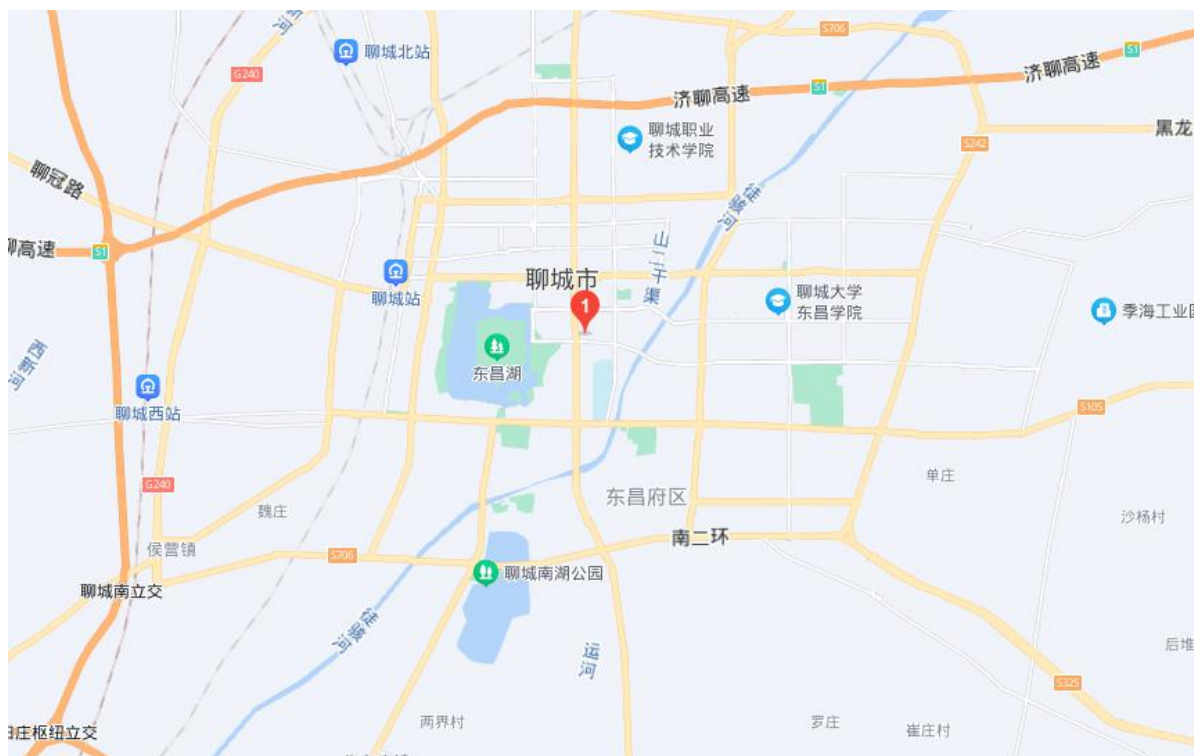 S706
聊城北站
新
河
G240
济聊高速
S1
济聊高速
S1
聊城职业
技术学院
黑龙
S242
聊冠路
徒骇河
聊高速
S1
山二干渠
聊城站
聊城市
1
聊城大学
东昌学院
季海工业园
西新河
东昌湖
聊城西站
S105
G240
单庄
东昌府区
魏庄
沙杨村
侯营镇
S706
南二环
聊城南湖公园
聊城南立交
徒骇河
运河
后堆
S325
两界村
罗庄
崔庄村
庄枢纽立交